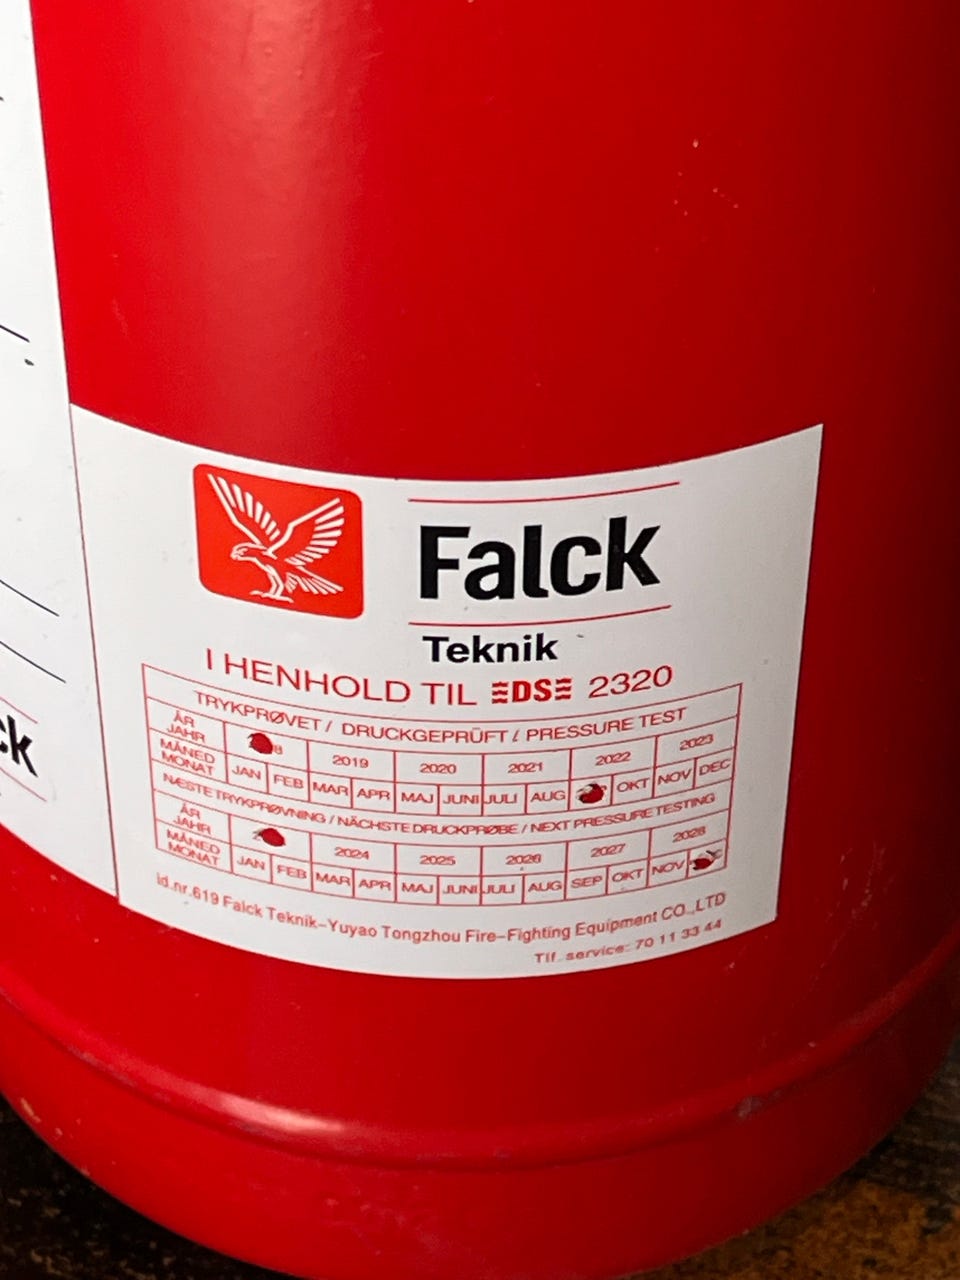 Falck
Teknik
I HENHOLD TIL DS 2320
TRYKPRØVET / DRUCKGEPRÜFT / PRESSURE TEST
ÅR JAHR 2019 2020 2021 2022 2023
MÅNED MONAT JAN FEB MAR APR MAJ JUNI JULI AUG OKT NOV DEC
NÆSTE TRYKPRØVNING / NÄCHSTE DRUCKPRØBE / NEXT PRESSURE TESTING
ÅR JAHR 2024 2025 2026 2027 2028
MÅNED MONAT JAN FEB MAR APR MAJ JUNI JULI AUG SEP OKT NOV
id.nr.619 Falck Teknik-Yuyao Tongzhou Fire-Fighting Equipment CO.,LTD
Tlf. service: 70 11 33 44
ck